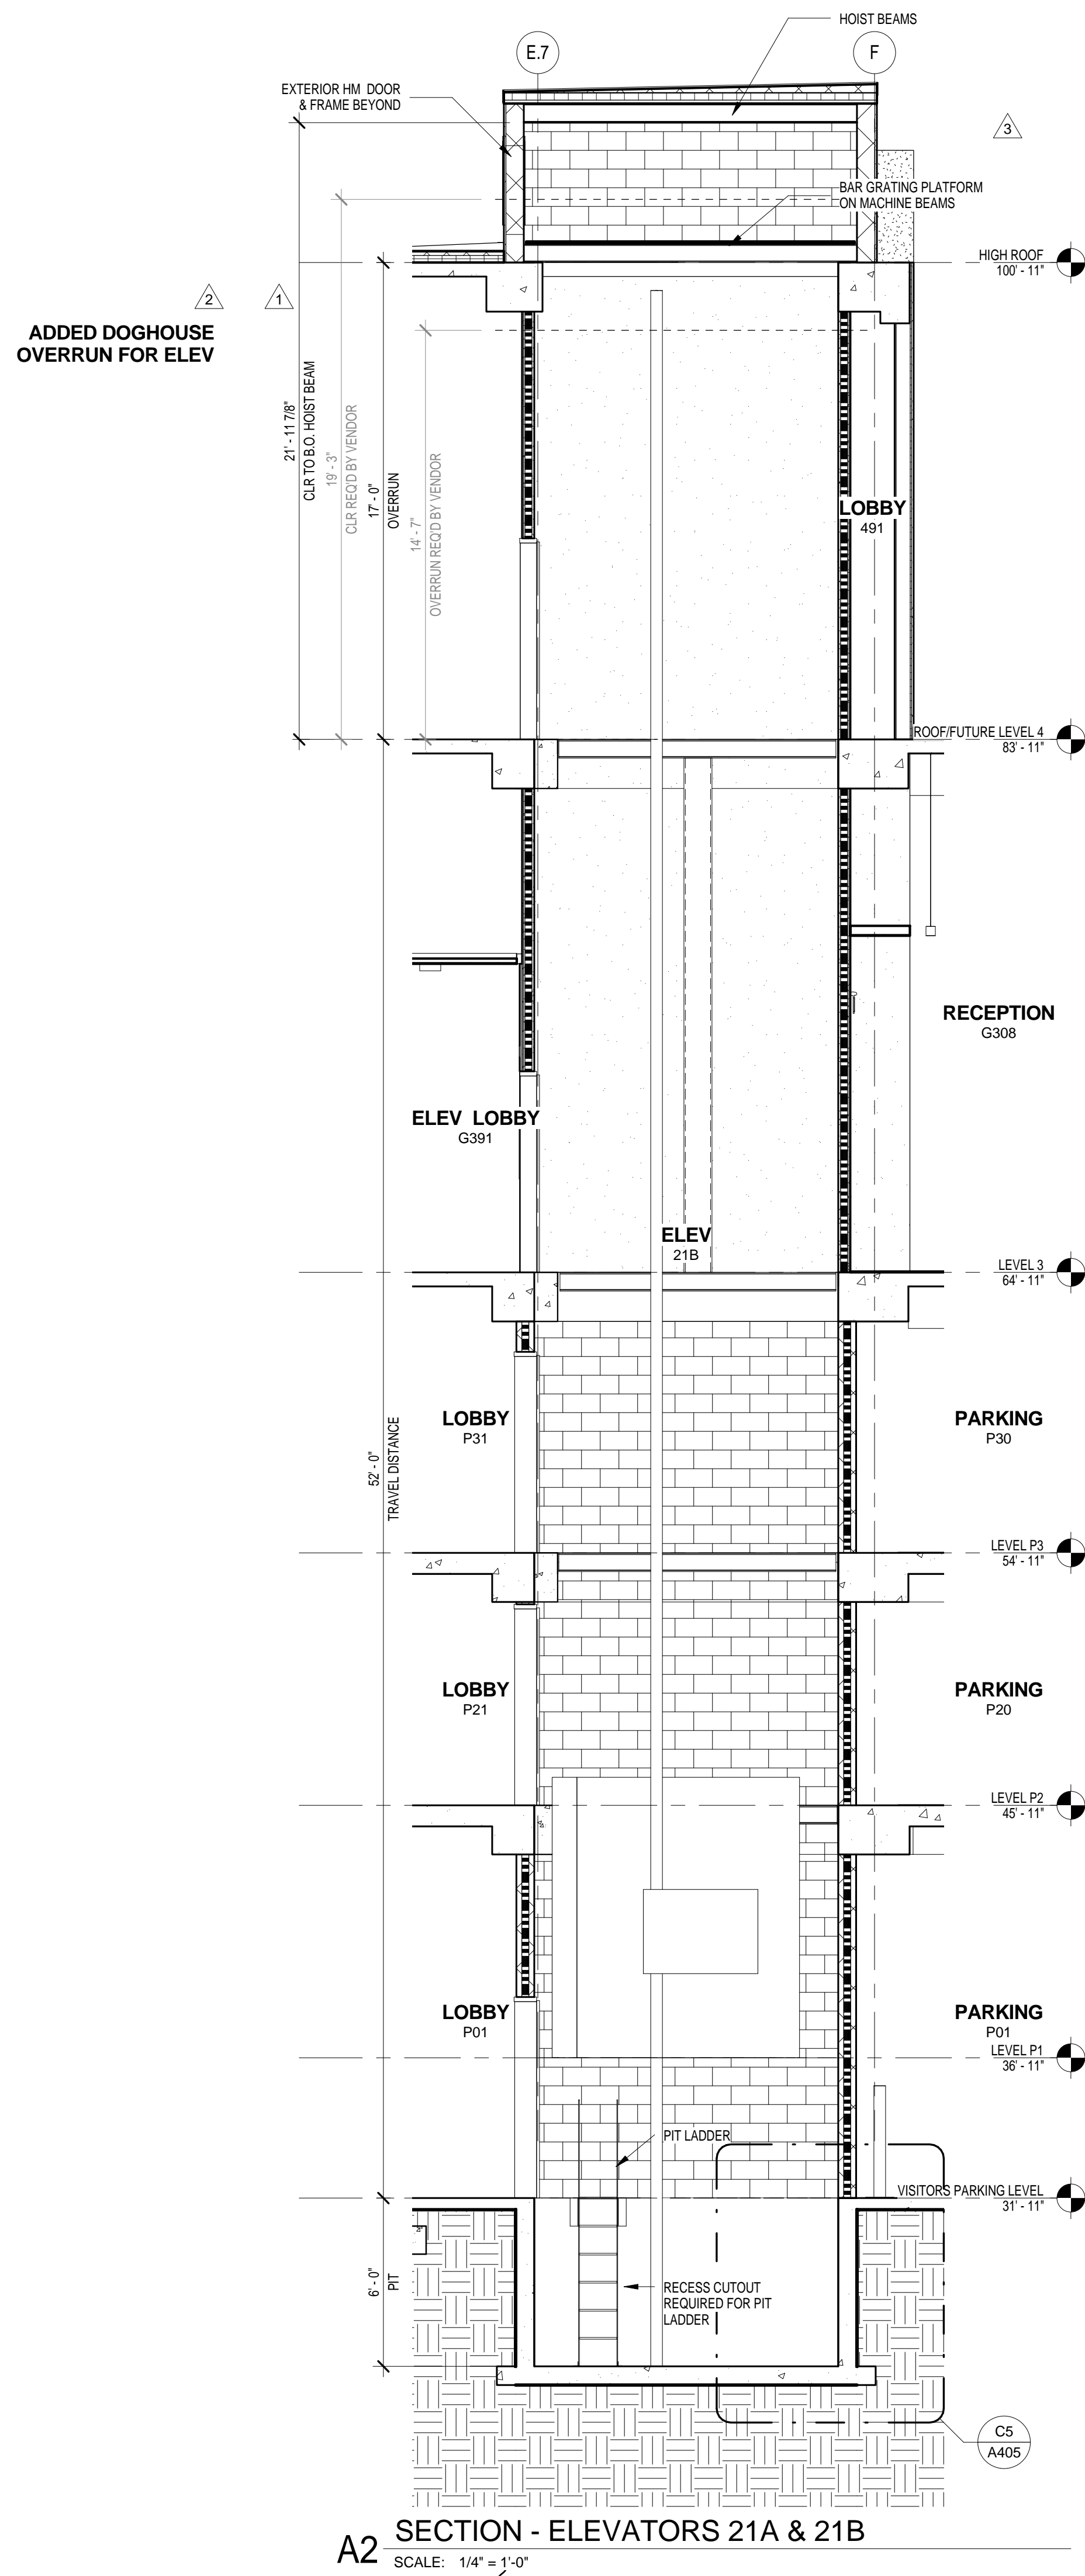 HOIST BEAMS
E.7
F
EXTERIOR HM DOOR
& FRAME BEYOND
3
BAR GRATING PLATFORM
ON MACHINE BEAMS
HIGH ROOF
100' - 11"
2
1
ADDED DOGHOUSE
OVERRUN FOR ELEV
21' - 11 7/8"
CLR TO B.O. HOIST BEAM
19' - 3"
CLR REQ'D BY VENDOR
17' - 0"
OVERRUN
14' - 7"
OVERRUN REQ'D BY VENDOR
LOBBY
491
ROOF/FUTURE LEVEL 4
83' - 11"
RECEPTION
G308
ELEV LOBBY
G391
ELEV
21B
LEVEL 3
64' - 11"
LOBBY
P31
PARKING
P30
52' - 0"
TRAVEL DISTANCE
LEVEL P3
54' - 11"
LOBBY
P21
PARKING
P20
LEVEL P2
45' - 11"
LOBBY
P01
PARKING
P01
LEVEL P1
36' - 11"
PIT LADDER
VISITORS PARKING LEVEL
31' - 11"
6' - 0"
PIT
RECESS CUTOUT
REQUIRED FOR PIT
LADDER
C5
A405
A2 SECTION - ELEVATORS 21A & 21B
SCALE: 1/4" = 1'-0"